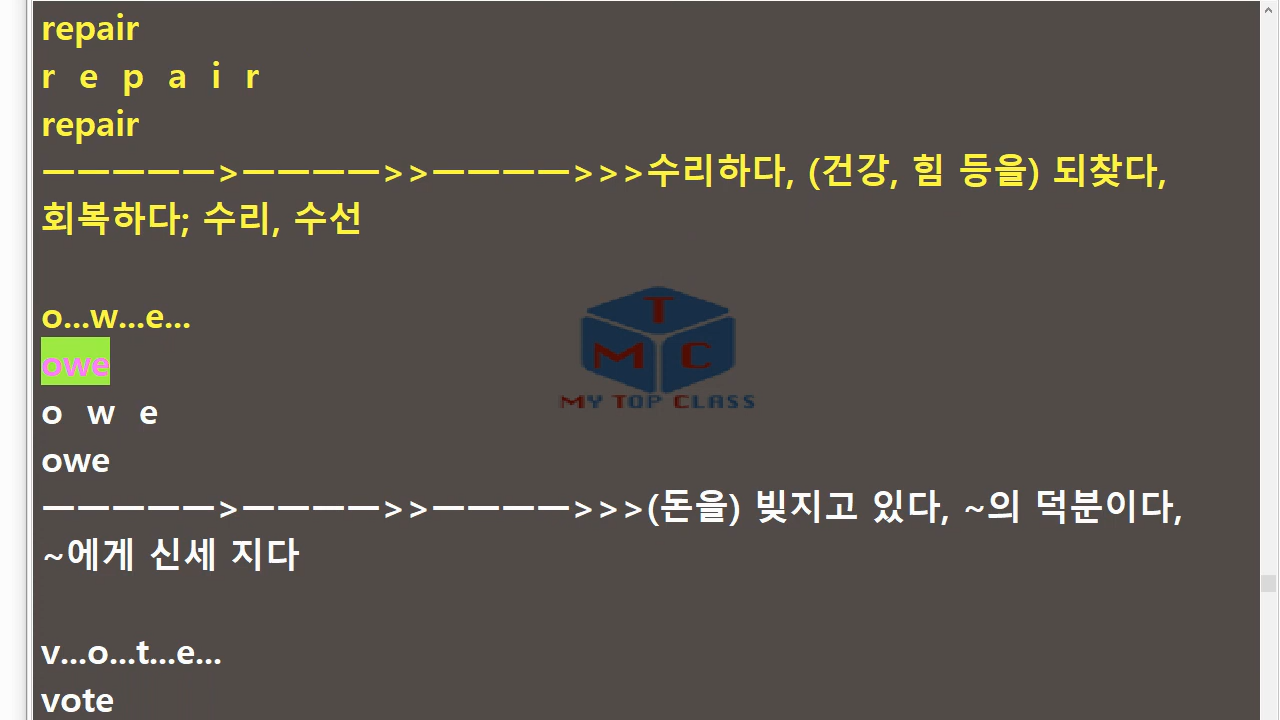 repair
r e p a i r
repair
ㅡㅡㅡㅡㅡ>ㅡㅡㅡㅡ>>ㅡㅡㅡㅡ>>>수리하다, (건강, 힘 등을) 되찾다,
회복하다; 수리, 수선
o...w...e...
owe
o w e
owe
ㅡㅡㅡㅡㅡ>ㅡㅡㅡㅡ>>ㅡㅡㅡㅡ>>>(돈을) 빚지고 있다, ~의 덕분이다,
~에게 신세 지다
v...o...t...e...
vote
T
M C
MY TOP CLASS